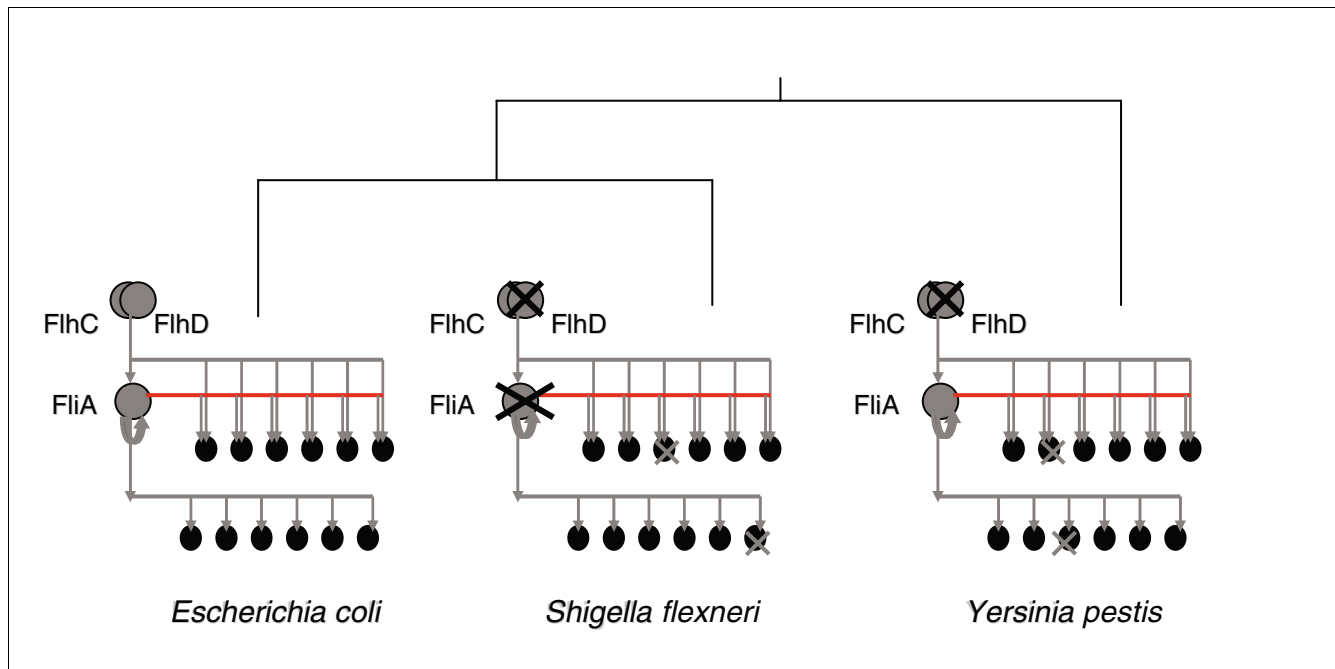 FlhC FlhD FlhC FlhD FlhC FlhD
FliA FliA FliA
Escherichia coli Shigella flexneri Yersinia pestis